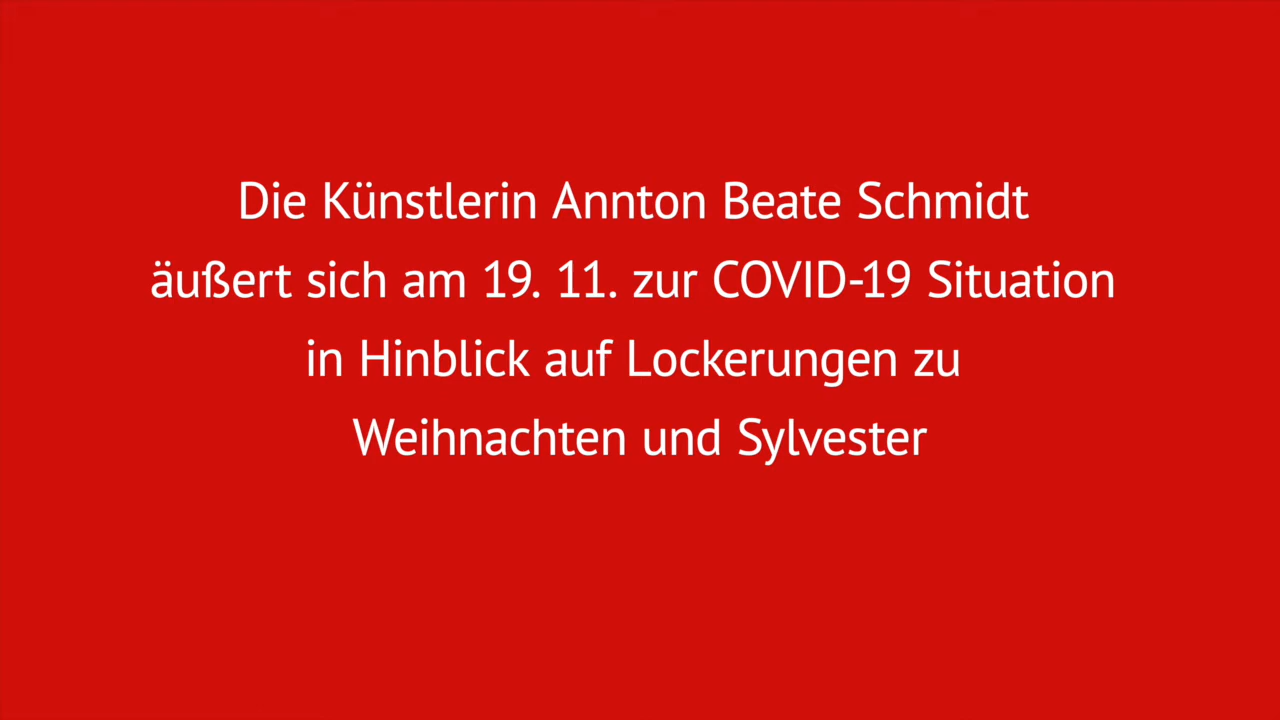 Die Künstlerin Annton Beate Schmidt
äußert sich am 19. 11. zur COVID-19 Situation
in Hinblick auf Lockerungen zu
Weihnachten und Sylvester